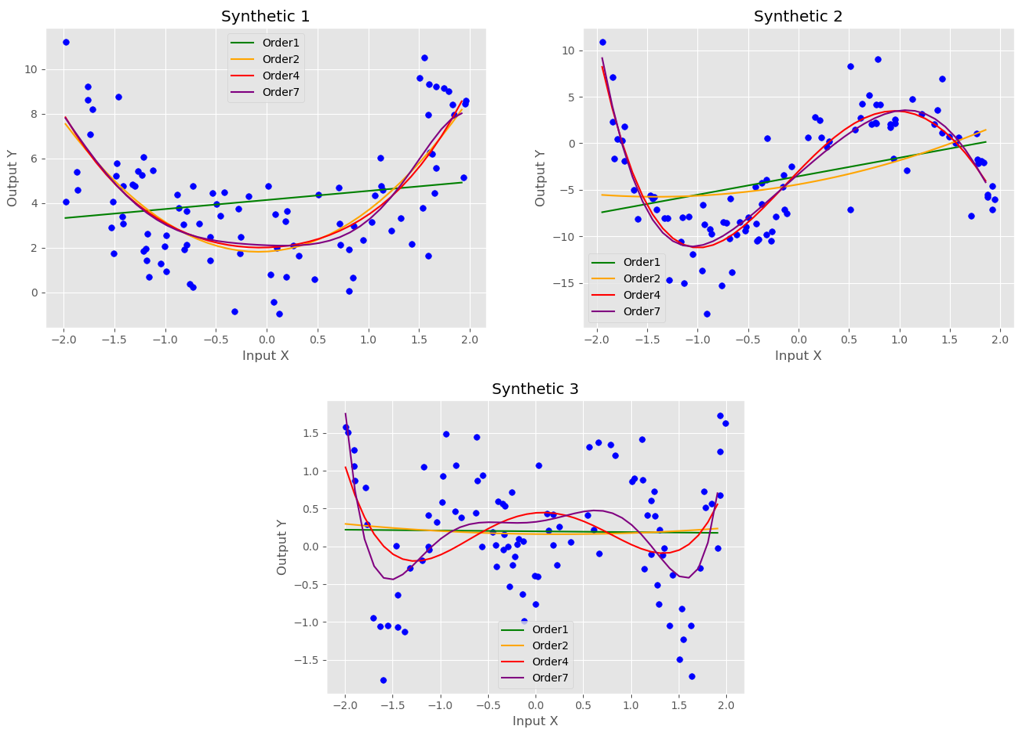 Synthetic 1
Order1
Order2
Order4
Order7
10
8
6
4
2
0
Output Y
−2.0 −1.5 −1.0 −0.5 0.0 0.5 1.0 1.5 2.0
Input X
Synthetic 2
10
5
0
−5
−10
−15
Output Y
Order1
Order2
Order4
Order7
−2.0 −1.5 −1.0 −0.5 0.0 0.5 1.0 1.5 2.0
Input X
Synthetic 3
1.5
1.0
0.5
0.0
−0.5
−1.0
−1.5
Output Y
Order1
Order2
Order4
Order7
−2.0 −1.5 −1.0 −0.5 0.0 0.5 1.0 1.5 2.0
Input X